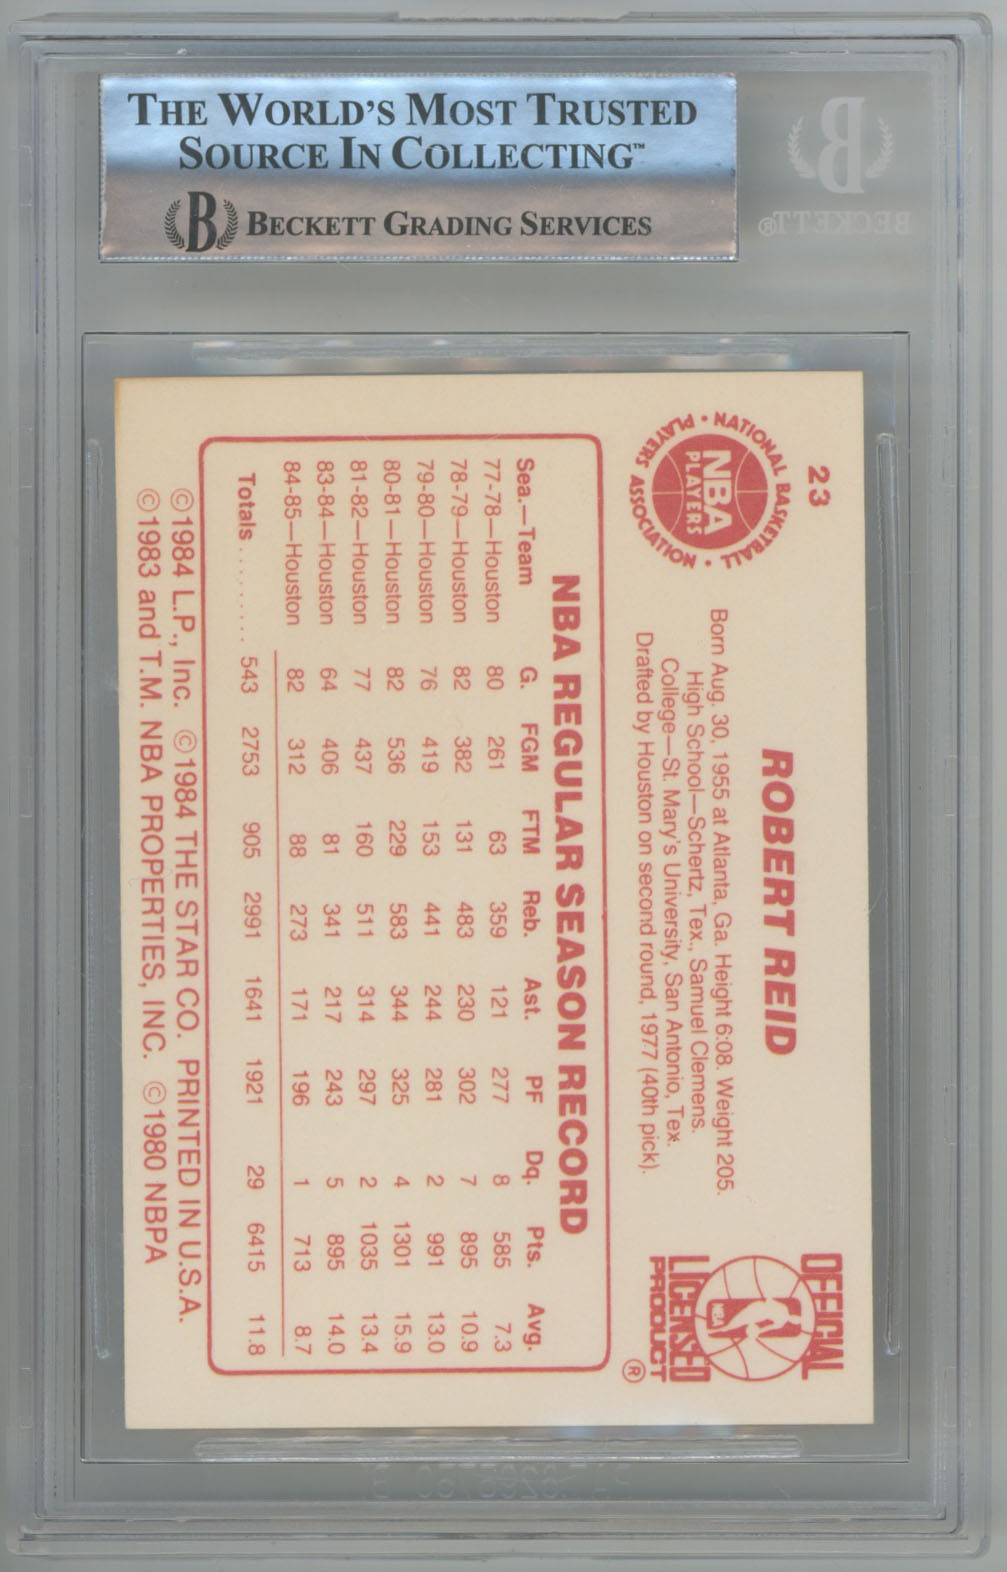 THE WORLD'S MOST TRUSTED
SOURCE IN COLLECTING™
B BECKETT GRADING SERVICES
B
BECKETT®
23
NATIONAL BASKETBALL PLAYERS ASSOCIATION
NBA
PLAYERS
ROBERT REID
Born Aug. 30, 1955 at Atlanta, Ga. Height 6:08. Weight 205.
High School—Schertz, Tex., Samuel Clemens.
College—St. Mary's University, San Antonio, Tex.
Drafted by Houston on second round, 1977 (40th pick).
OFFICIAL
NBA
LICENSED
PRODUCT ®
NBA REGULAR SEASON RECORD
Sea.—Team G. FGM FTM Reb. Ast. PF Dq. Pts. Avg.
77-78—Houston 80 261 63 359 121 277 8 585 7.3
78-79—Houston 82 382 131 483 230 302 7 895 10.9
79-80—Houston 76 419 153 441 244 281 2 991 13.0
80-81—Houston 82 536 229 583 344 325 4 1301 15.9
81-82—Houston 77 437 160 511 314 297 2 1035 13.4
83-84—Houston 64 406 81 341 217 243 5 895 14.0
84-85—Houston 82 312 88 273 171 196 1 713 8.7
Totals ......... 543 2753 905 2991 1641 1921 29 6415 11.8
©1984 L.P., Inc. ©1984 THE STAR CO. PRINTED IN U.S.A.
©1983 and T.M. NBA PROPERTIES, INC. ©1980 NBPA